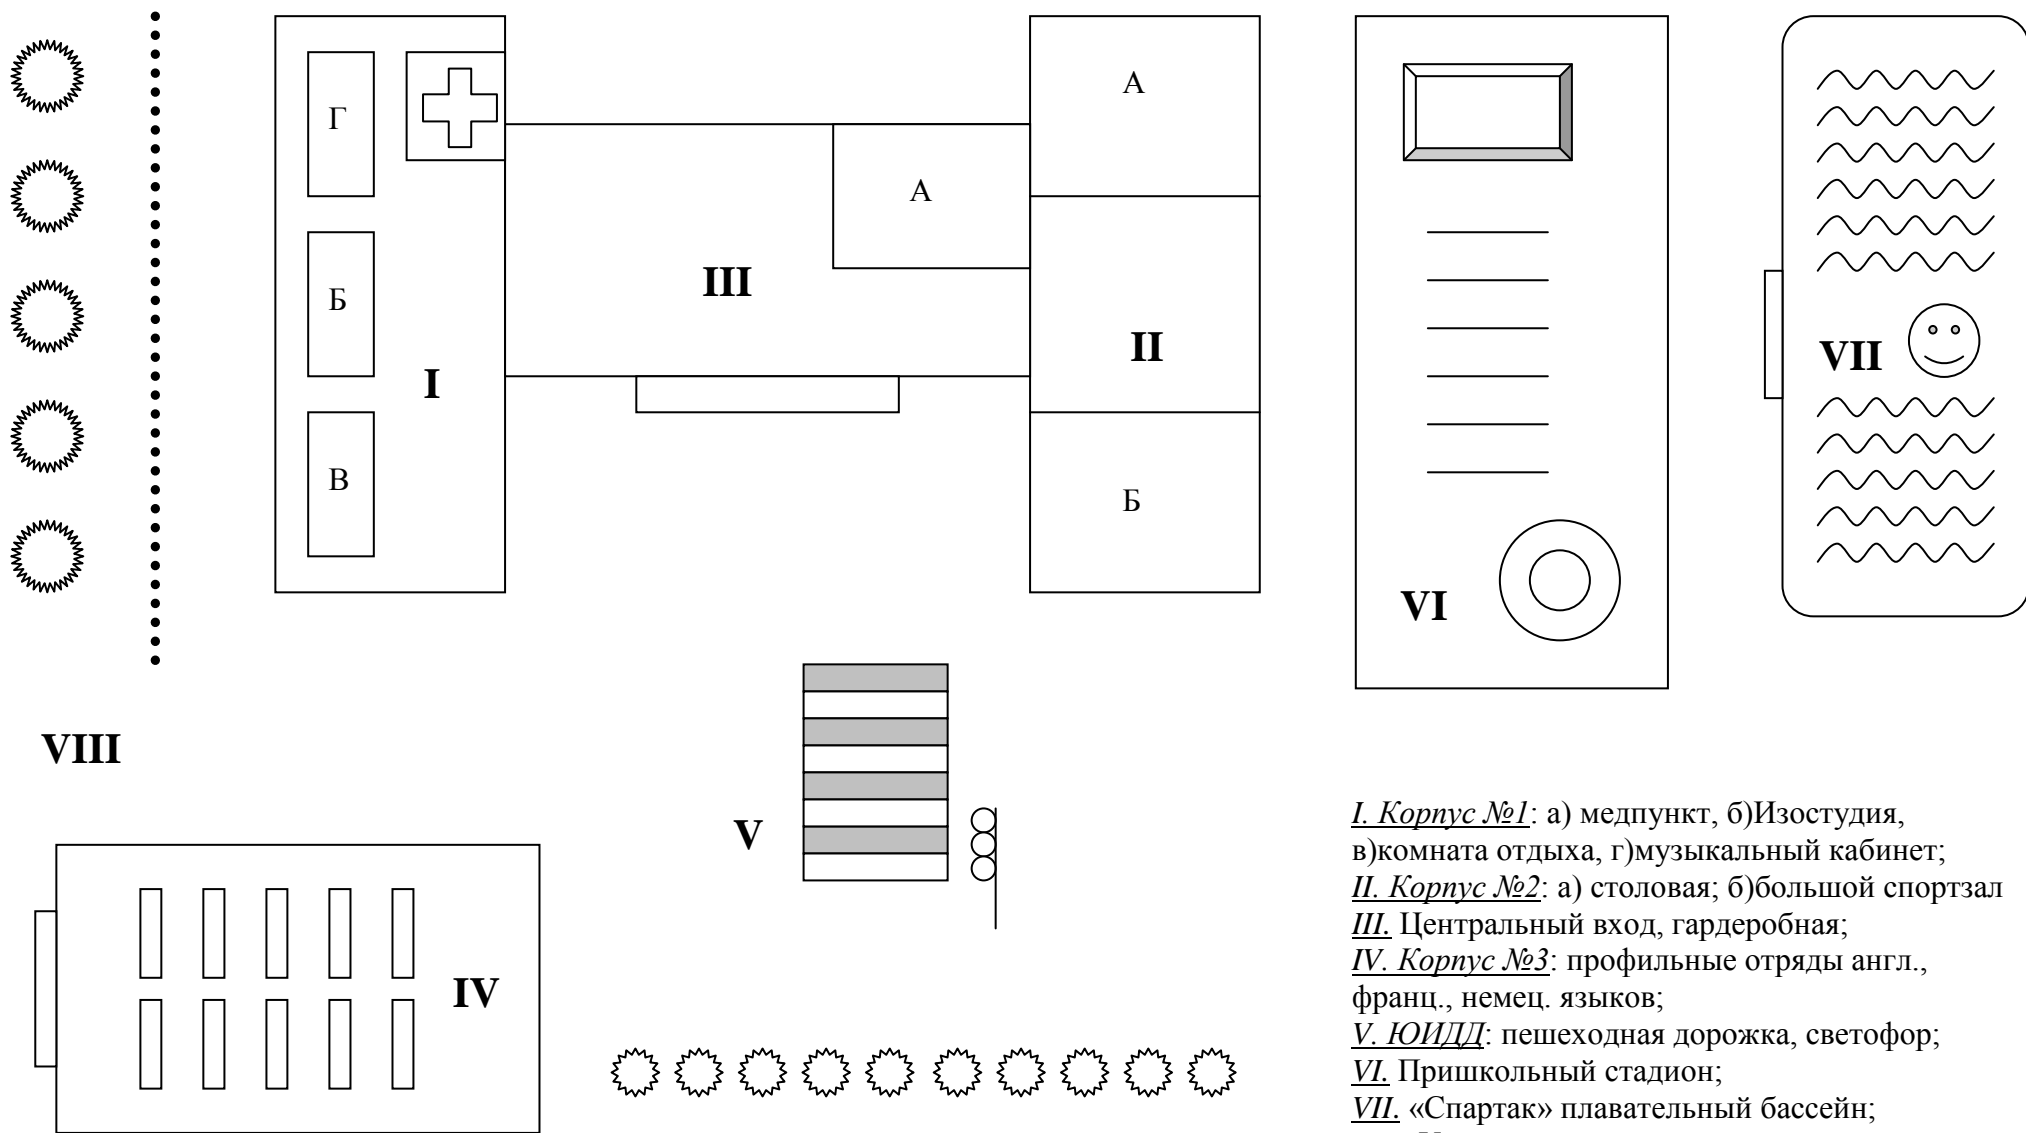 А
Г
А
Б
III
II
VII
I
В
Б
VI
VIII
V
IV
I. Корпус №1: а) медпункт, б)Изостудия,
в)комната отдыха, г)музыкальный кабинет;
II. Корпус №2: а) столовая; б)большой спортзал
III. Центральный вход, гардеробная;
IV. Корпус №3: профильные отряды англ.,
франц., немец. языков;
V. ЮИДД: пешеходная дорожка, светофор;
VI. Пришкольный стадион;
VII. «Спартак» плавательный бассейн;